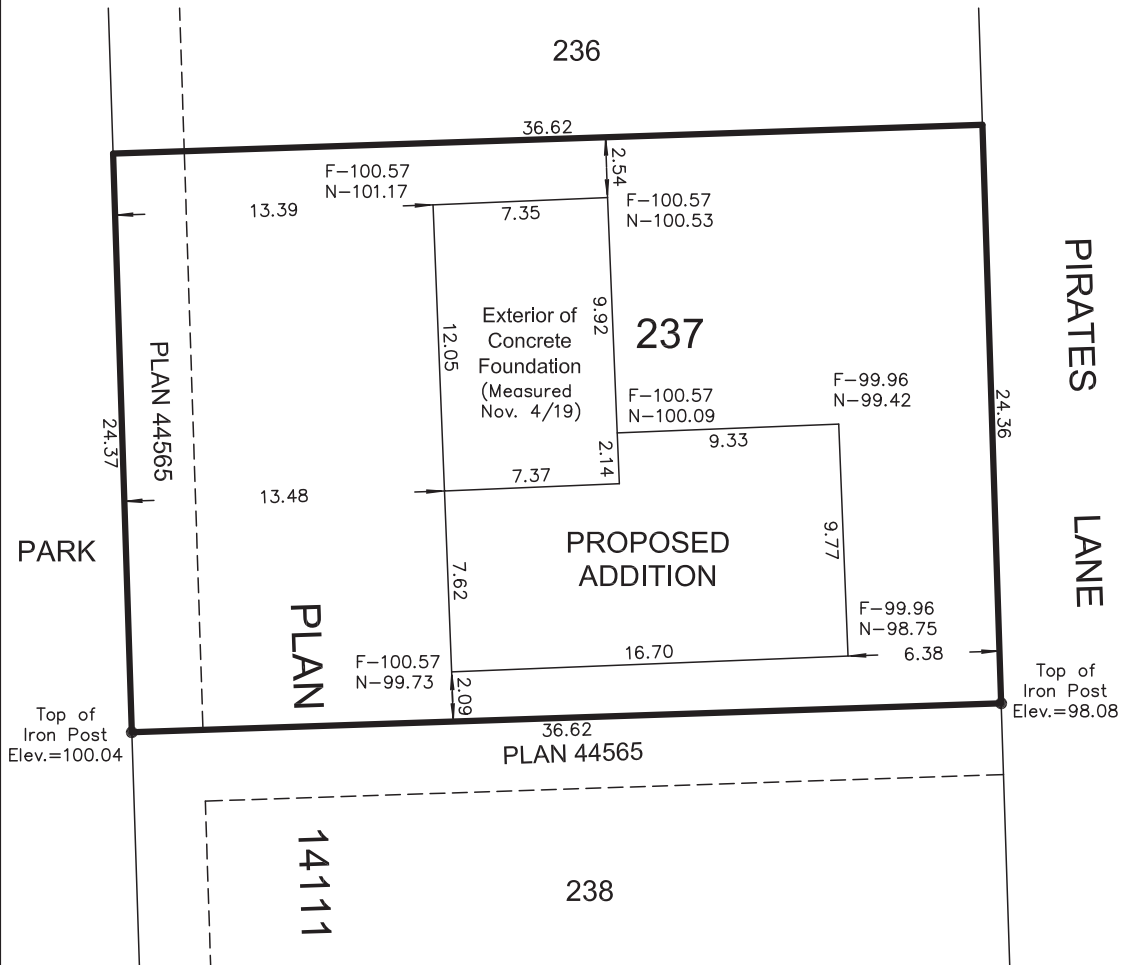 236
36.62
F-100.57
N-101.17
2.54
13.39
7.35
F-100.57
N-100.53
PIRATES
LANE
Exterior of
Concrete
Foundation
(Measured
Nov. 4/19)
12.05
9.92
237
PLAN 44565
24.37
F-100.57
N-100.09
F-99.96
N-99.42
24.36
9.33
2.14
7.37
13.48
PARK
PROPOSED
ADDITION
9.77
7.62
PLAN
F-99.96
N-98.75
16.70
6.38
F-100.57
N-99.73
2.09
Top of
Iron Post
Elev.=100.04
Top of
Iron Post
Elev.=98.08
36.62
PLAN 44565
14111
238